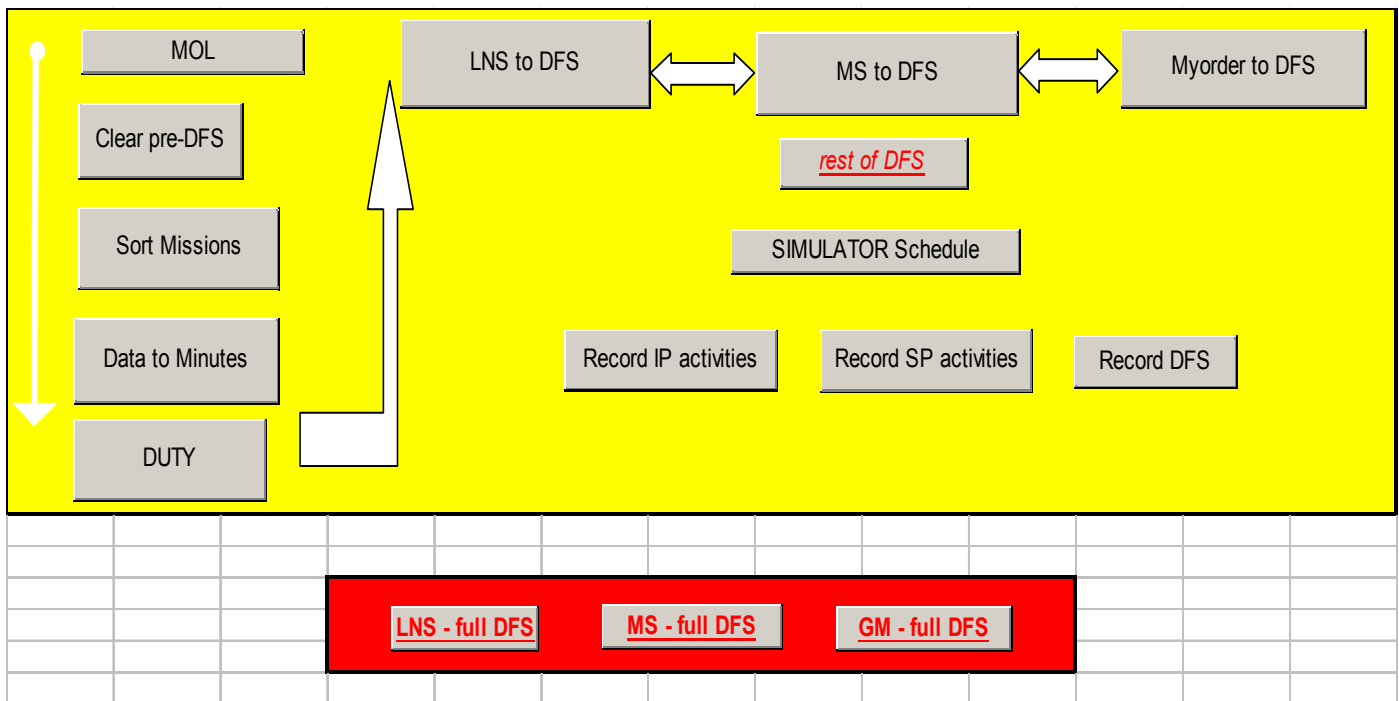 MOL
Clear pre-DFS
Sort Missions
Data to Minutes
DUTY
LNS to DFS
MS to DFS
Myorder to DFS
rest of DFS
SIMULATOR Schedule
Record IP activities
Record SP activities
Record DFS
LNS - full DFS
MS - full DFS
GM - full DFS